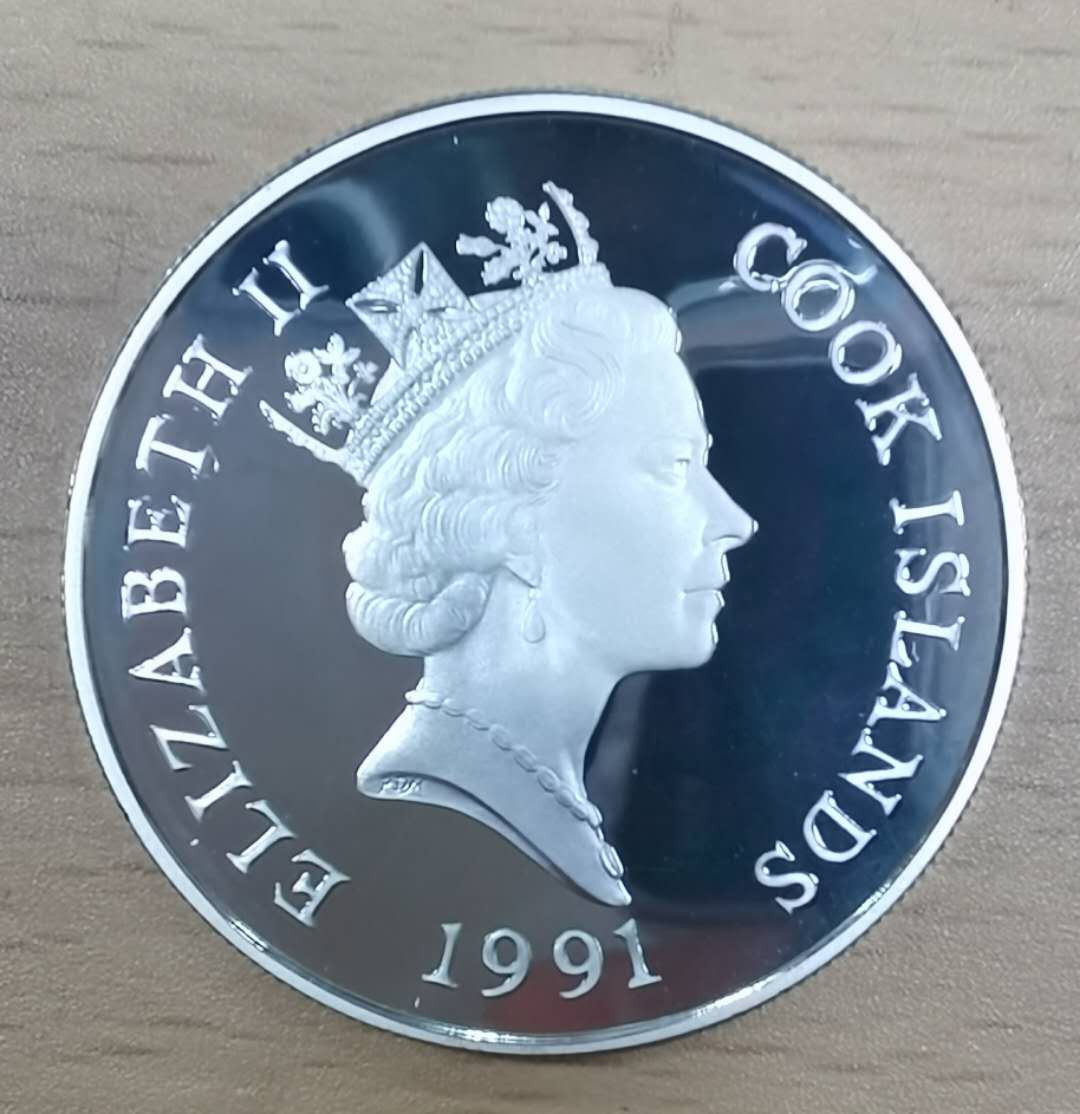 ELIZABETH II
COOK ISLANDS
1991